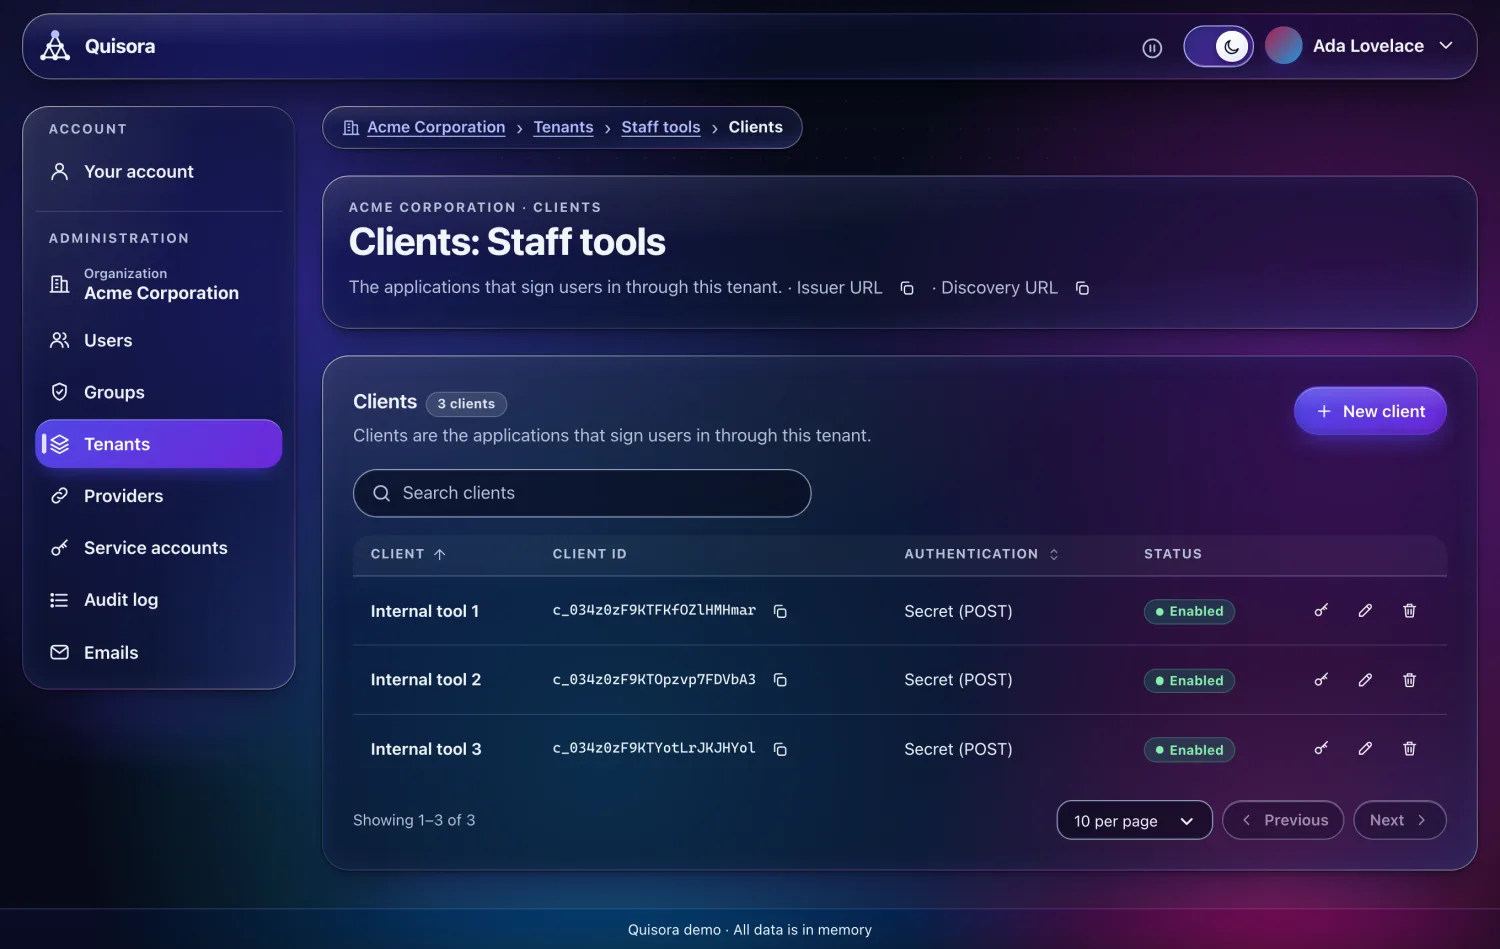 Quisora
Ada Lovelace
ACCOUNT
Your account
ADMINISTRATION
Organization
Acme Corporation
Users
Groups
Tenants
Providers
Service accounts
Audit log
Emails
Acme Corporation › Tenants › Staff tools › Clients
ACME CORPORATION · CLIENTS
Clients: Staff tools
The applications that sign users in through this tenant. · Issuer URL · Discovery URL
Clients 3 clients
Clients are the applications that sign users in through this tenant.
New client
Search clients
CLIENT CLIENT ID AUTHENTICATION STATUS
Internal tool 1 c_034z0zF9KTFKfOZlHMHmar Secret (POST) Enabled
Internal tool 2 c_034z0zF9KTOpzvp7FDVbA3 Secret (POST) Enabled
Internal tool 3 c_034z0zF9KTYotLrJKJHYol Secret (POST) Enabled
Showing 1–3 of 3
10 per page
Previous
Next
Quisora demo · All data is in memory